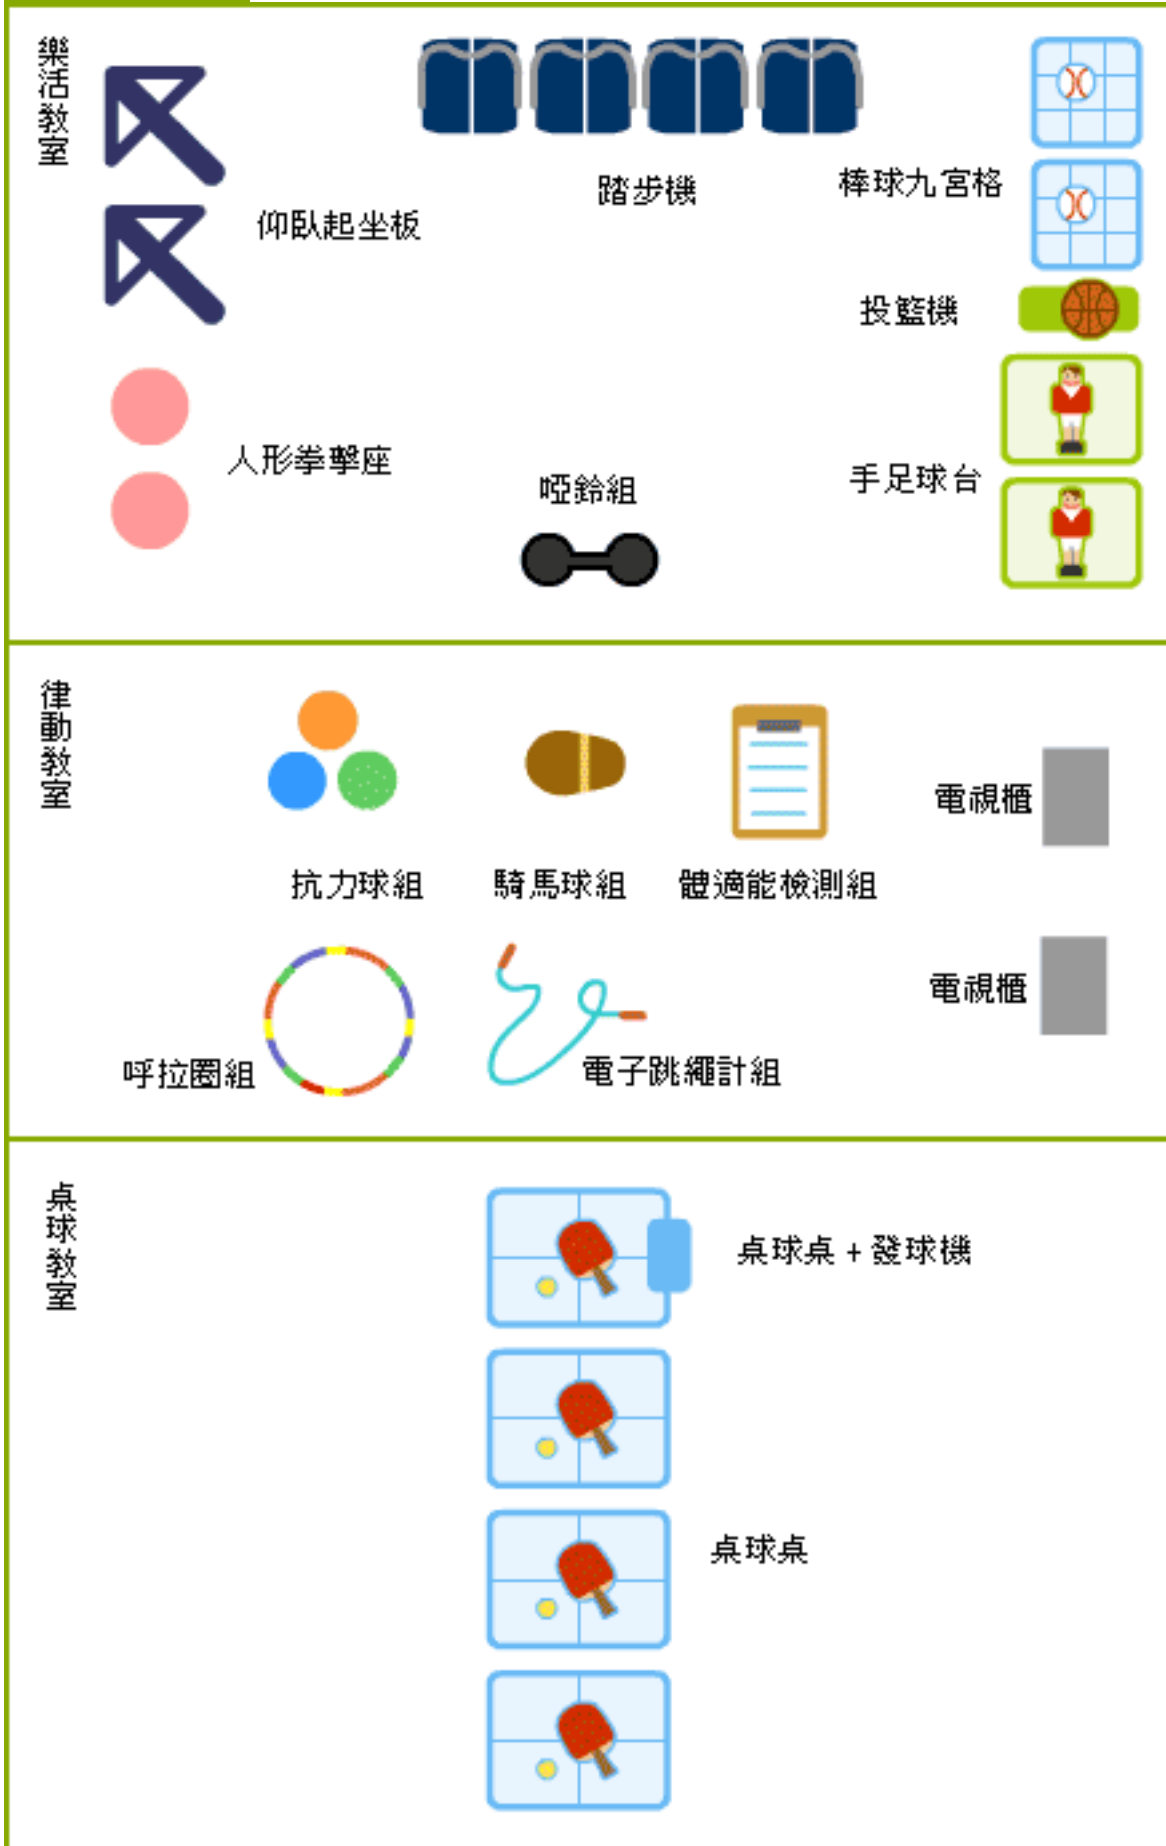 樂活教室
踏步機
棒球九宮格
仰臥起坐板
投籃機
人形拳擊座
手足球台
啞鈴組
律動教室
電視櫃
抗力球組
騎馬球組
體適能檢測組
電視櫃
呼拉圈組
電子跳繩計組
桌球教室
桌球桌 + 發球機
桌球桌